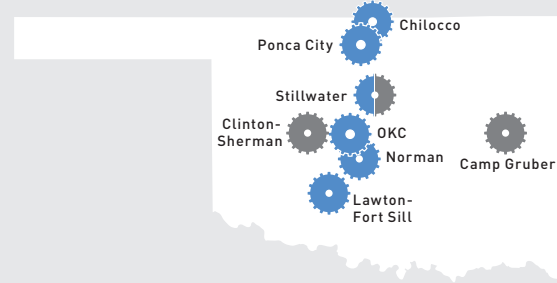 Chilocco
Ponca City
Stillwater
Clinton-
Sherman
OKC
Norman
Camp Gruber
Lawton-
Fort Sill